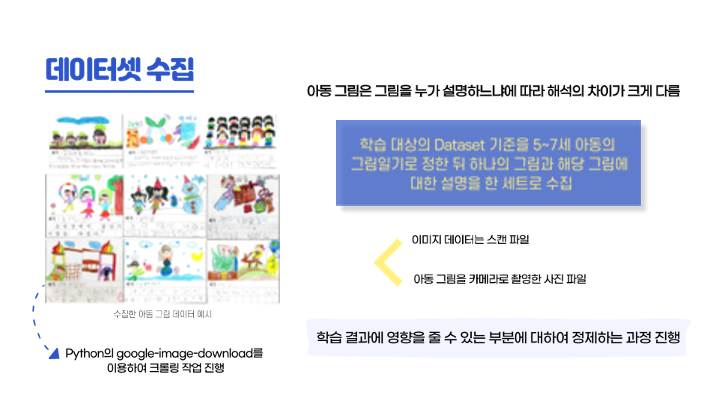 데이터셋 수집
아동 그림은 그림을 누가 설명하느냐에 따라 해석의 차이가 크게 다름
학습 대상의 Dataset 기준을 5~7세 아동의
그림일기로 정한 뒤 하나의 그림과 해당 그림에
대한 설명을 한 세트로 수집
이미지 데이터는 스캔 파일
아동 그림을 카메라로 촬영한 사진 파일
수집한 아동 그림 데이터 예시
학습 결과에 영향을 줄 수 있는 부분에 대하여 정제하는 과정 진행
Python의 google-image-download를
이용하여 크롤링 작업 진행